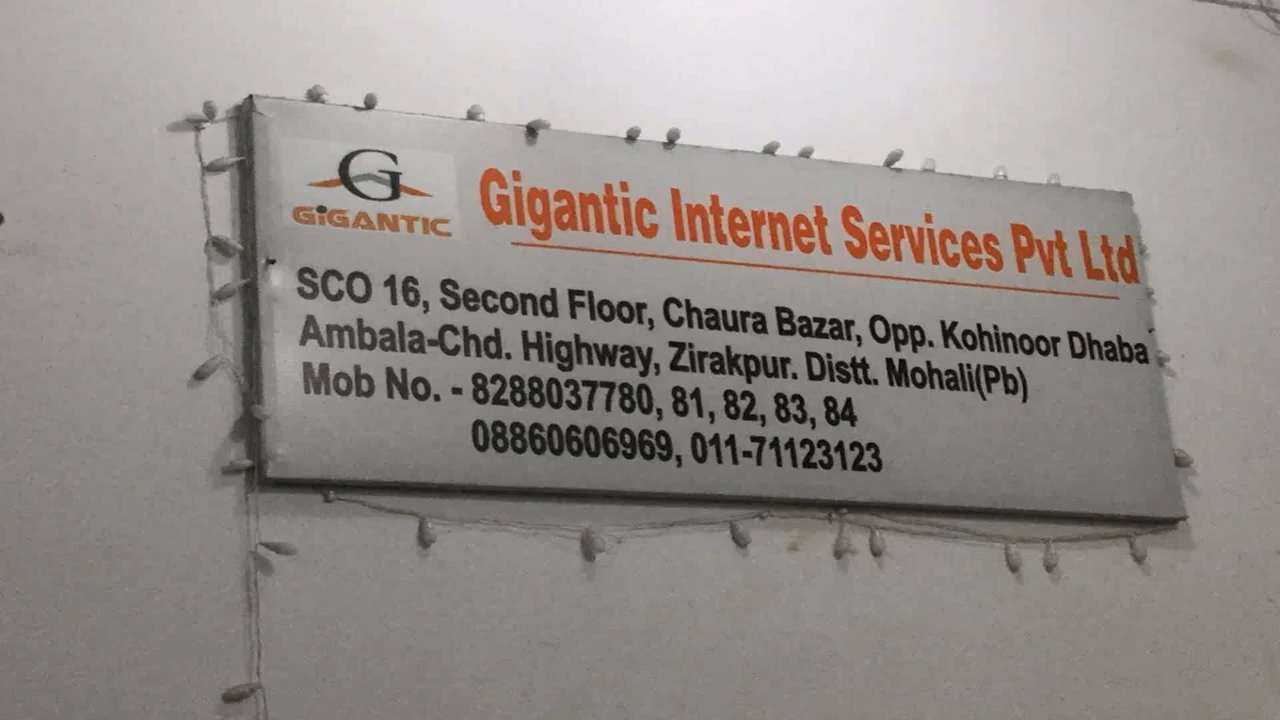 G
GiGANTIC
Gigantic Internet Services Pvt Ltd
SCO 16, Second Floor, Chaura Bazar, Opp. Kohinoor Dhaba
Ambala-Chd. Highway, Zirakpur. Distt. Mohali(Pb)
Mob No. - 8288037780, 81, 82, 83, 84
08860606969, 011-71123123